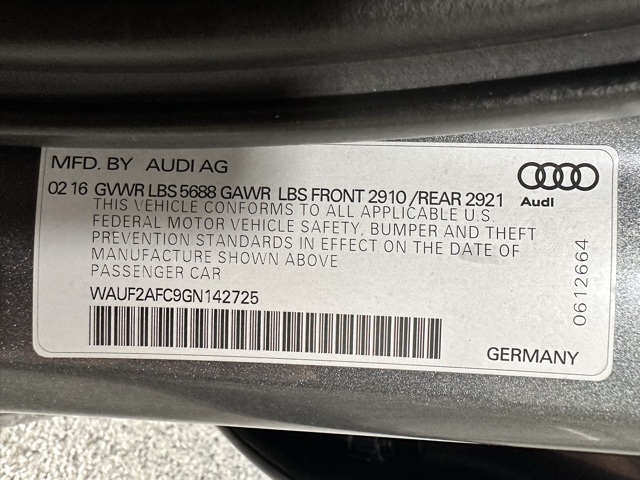 MFD. BY AUDI AG
02 16 GVWR LBS 5688 GAWR LBS FRONT 2910 /REAR 2921
THIS VEHICLE CONFORMS TO ALL APPLICABLE U.S.
FEDERAL MOTOR VEHICLE SAFETY, BUMPER AND THEFT
PREVENTION STANDARDS IN EFFECT ON THE DATE OF
MANUFACTURE SHOWN ABOVE
PASSENGER CAR
WAUF2AFC9GN142725
Audi
0612664
GERMANY